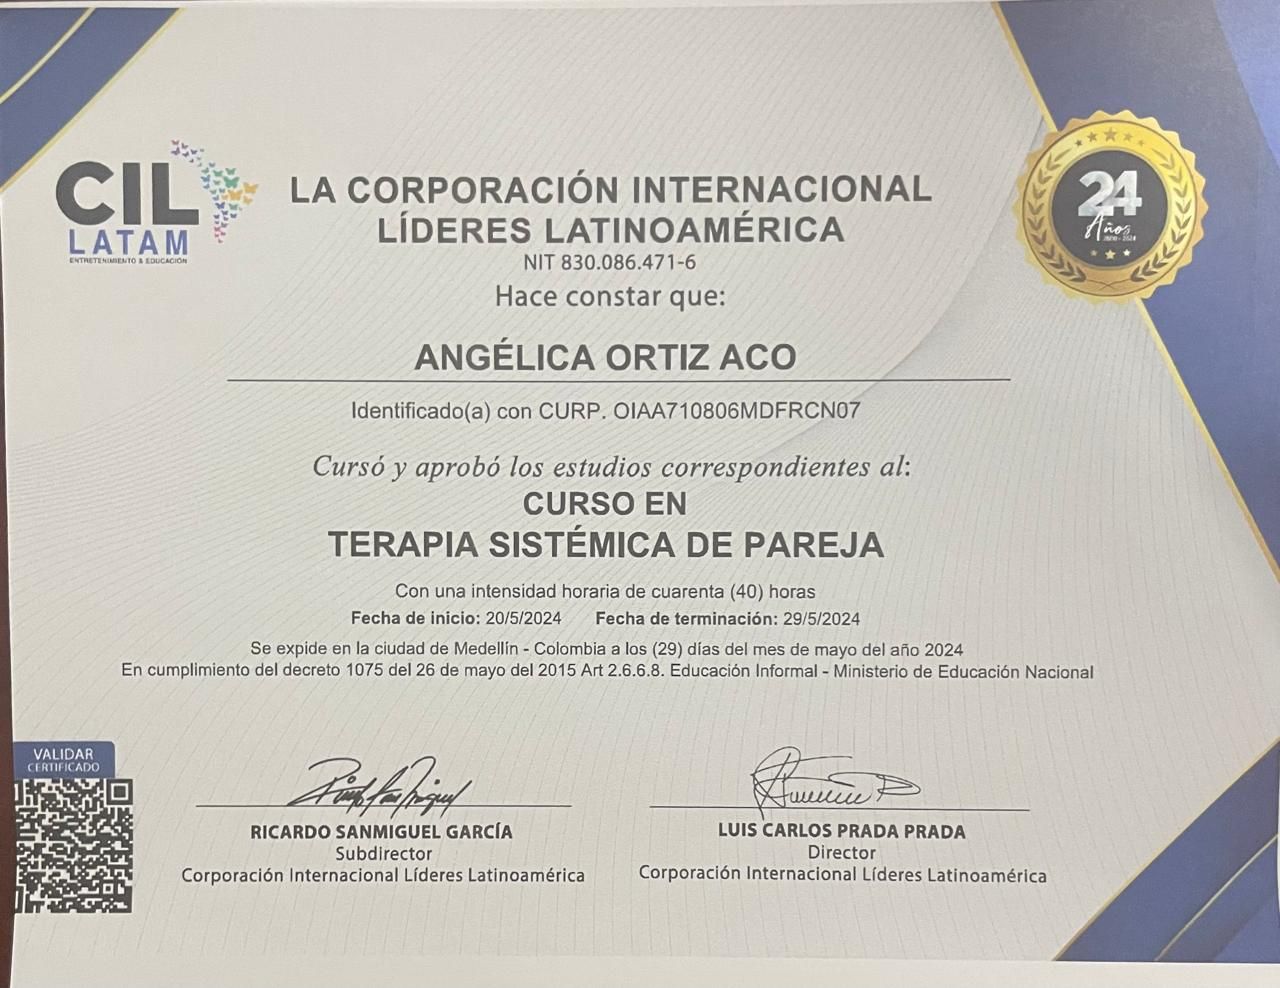 CIL
LATAM
ENTRETENIMIENTO & EDUCACIÓN
LA CORPORACIÓN INTERNACIONAL
LÍDERES LATINOAMÉRICA
NIT 830.086.471-6
Hace constar que:
24
Años
2000 - 2024
ANGÉLICA ORTIZ ACO
Identificado(a) con CURP. OIAA710806MDFRCN07
Cursó y aprobó los estudios correspondientes al:
CURSO EN
TERAPIA SISTÉMICA DE PAREJA
Con una intensidad horaria de cuarenta (40) horas
Fecha de inicio: 20/5/2024 Fecha de terminación: 29/5/2024
Se expide en la ciudad de Medellín - Colombia a los (29) días del mes de mayo del año 2024
En cumplimiento del decreto 1075 del 26 de mayo del 2015 Art 2.6.6.8. Educación Informal - Ministerio de Educación Nacional
VALIDAR
CERTIFICADO
RICARDO SANMIGUEL GARCÍA
Subdirector
Corporación Internacional Líderes Latinoamérica
LUIS CARLOS PRADA PRADA
Director
Corporación Internacional Líderes Latinoamérica